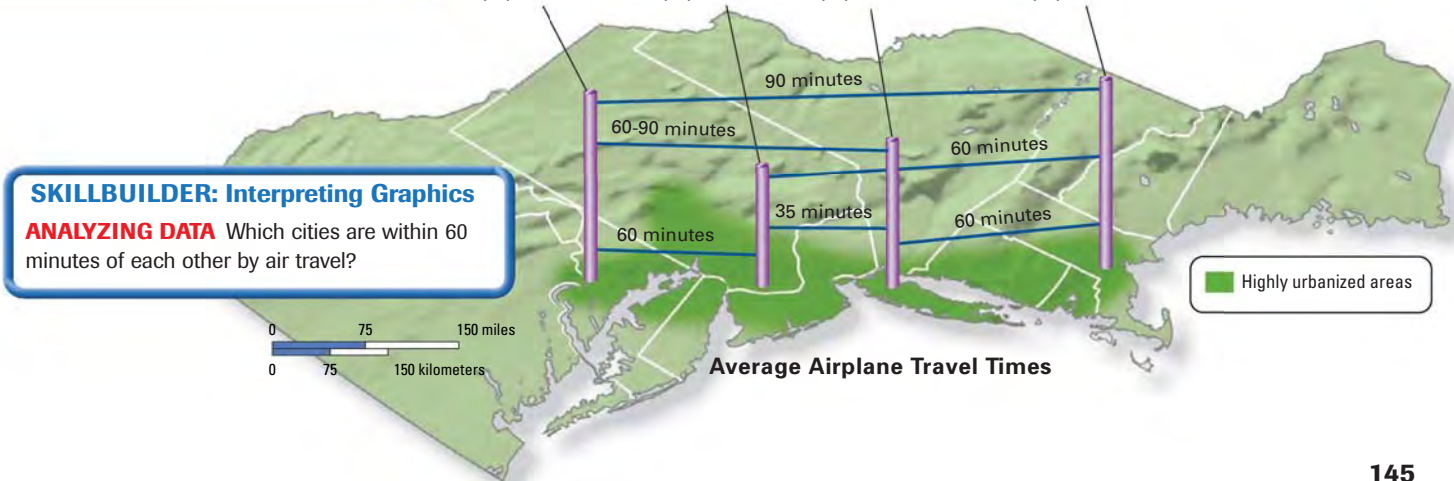 90 minutes
60-90 minutes
60 minutes
35 minutes
60 minutes
60 minutes
SKILLBUILDER: Interpreting Graphics
ANALYZING DATA Which cities are within 60
minutes of each other by air travel?
Highly urbanized areas
0 75 150 miles
0 75 150 kilometers
Average Airplane Travel Times
145